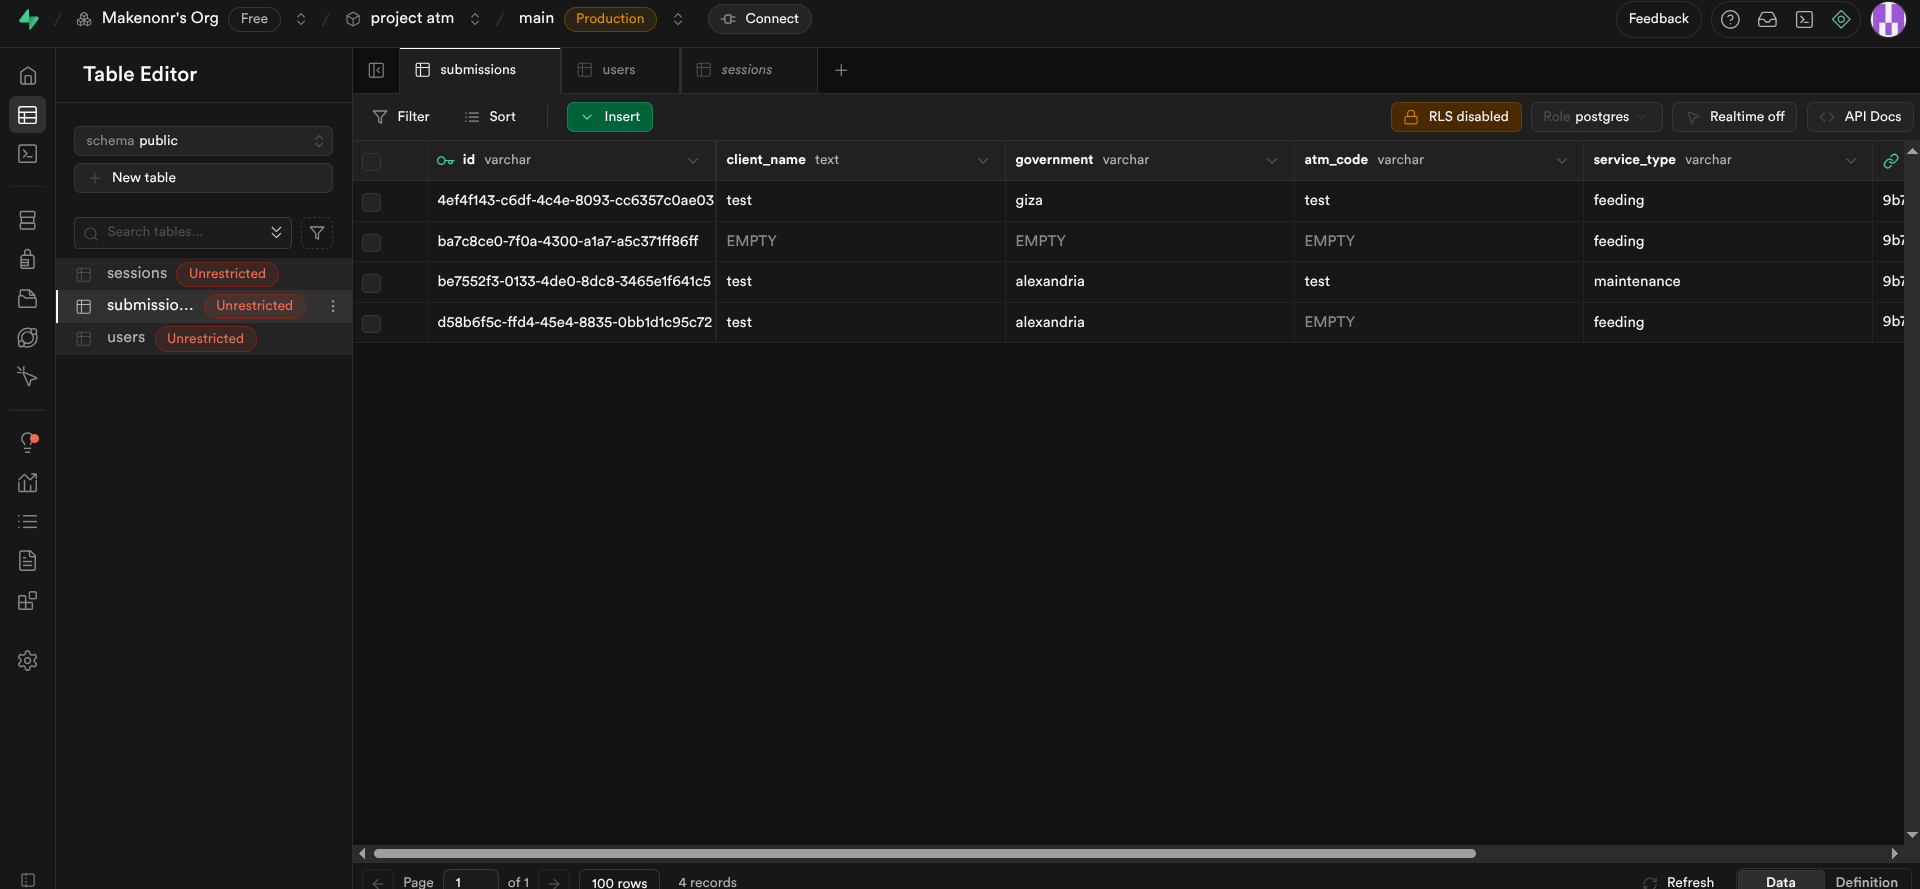 Makenonr's Org Free project atm main Production Connect Feedback
Table Editor
submissions users sessions
Filter Sort Insert RLS disabled Role postgres Realtime off API Docs
schema public
New table
Search tables...
sessions Unrestricted
submissio... Unrestricted
users Unrestricted
id varchar client_name text government varchar atm_code varchar service_type varchar
4ef4f143-c6df-4c4e-8093-cc6357c0ae03 test giza test feeding 9b7
ba7c8ce0-7f0a-4300-a1a7-a5c371ff86ff EMPTY EMPTY EMPTY feeding 9b7
be7552f3-0133-4de0-8dc8-3465e1f641c5 test alexandria test maintenance 9b7
d58b6f5c-ffd4-45e4-8835-0bb1d1c95c72 test alexandria EMPTY feeding 9b7
Page 1 of 1 100 rows 4 records Refresh Data Definition